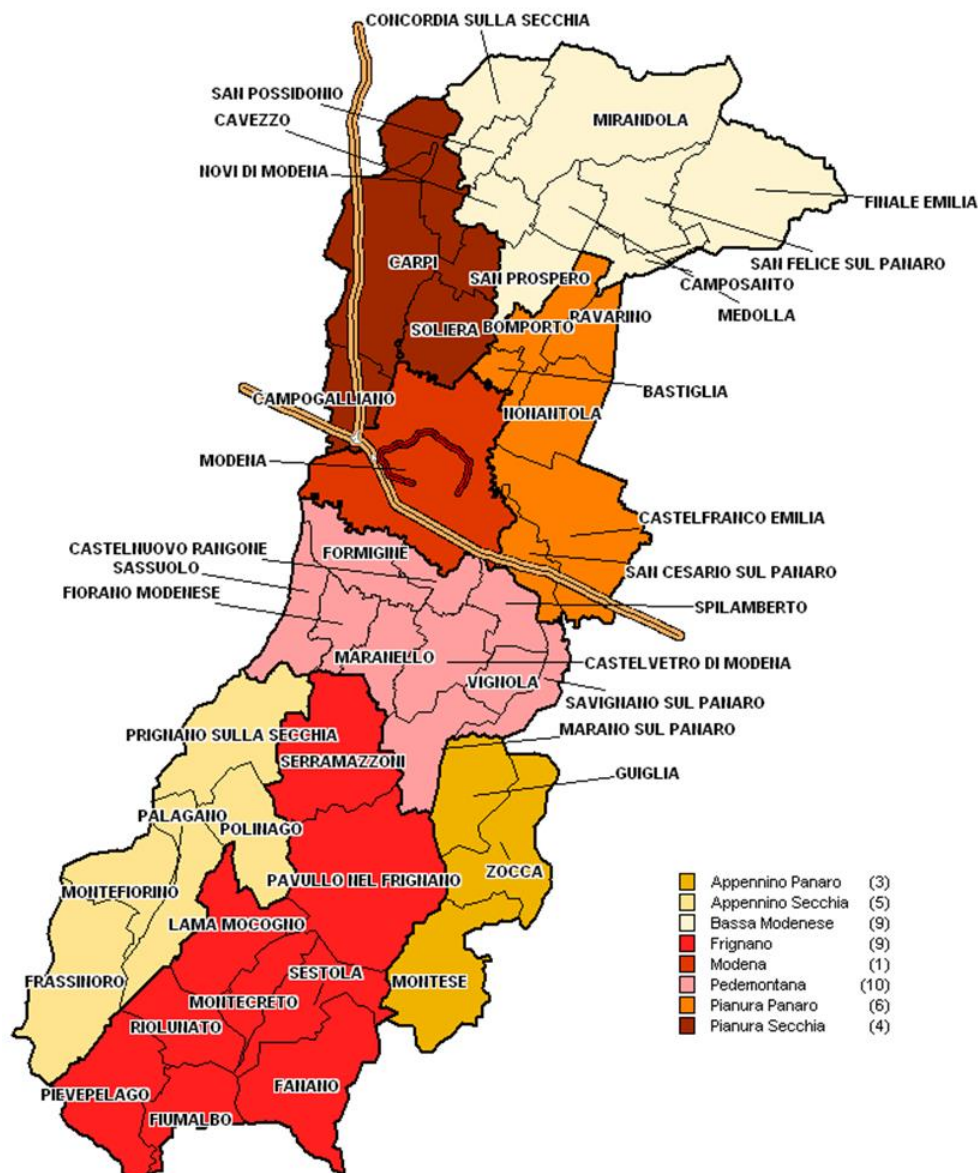 CONCORDIA SULLA SECCHIA
SAN POSSIDONIO
CAVEZZO
MIRANDOLA
NOVI DI MODENA
FINALE EMILIA
CARPI
SAN FELICE SUL PANARO
SAN PROSPERO
CAMPOSANTO
MEDOLLA
RAVARINO
SOLIERA
BOMPORTO
BASTIGLIA
CAMPOGALLIANO
NONANTOLA
MODENA
CASTELFRANCO EMILIA
CASTELNUOVO RANGONE
FORMIGINE
SASSUOLO
SAN CESARIO SUL PANARO
FIORANO MODENESE
SPILAMBERTO
MARANELLO
CASTELVETRO DI MODENA
VIGNOLA
SAVIGNANO SUL PANARO
MARANO SUL PANARO
PRIGNANO SULLA SECCHIA
SERRAMAZZONI
GUIGLIA
PALAGANO
POLINAGO
ZOCCA
PAVULLO NEL FRIGNANO
MONTEFIORINO
LAMA MOCOGNO
SESTOLA
MONTESE
FRASSINORO
MONTECRETO
RIOLUNATO
FANANO
PIEVEPELAGO
FIUMALBO
Appennino Panaro (3)
Appennino Secchia (5)
Bassa Modenese (9)
Frignano (9)
Modena (1)
Pedemontana (10)
Pianura Panaro (6)
Pianura Secchia (4)